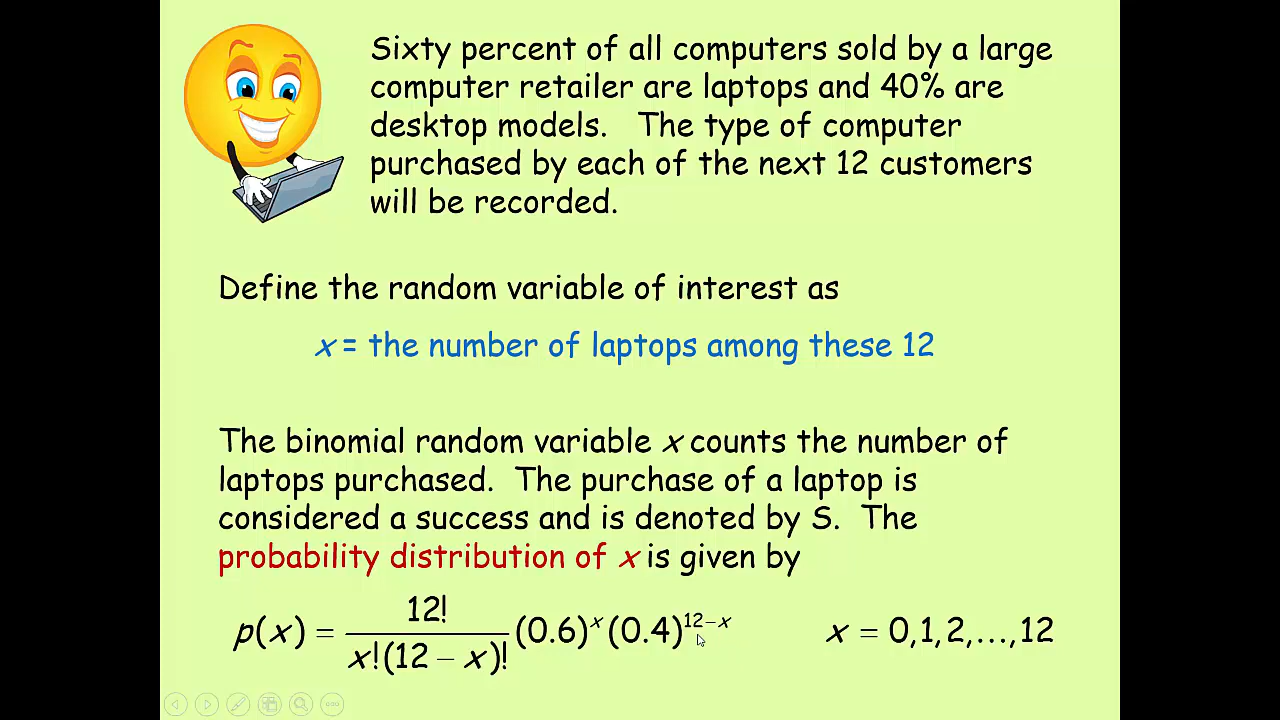 Sixty percent of all computers sold by a large
computer retailer are laptops and 40% are
desktop models. The type of computer
purchased by each of the next 12 customers
will be recorded.
Define the random variable of interest as
x = the number of laptops among these 12
The binomial random variable x counts the number of
laptops purchased. The purchase of a laptop is
considered a success and is denoted by S. The
probability distribution of x is given by
p(x) = 12! / x!(12 − x)! (0.6)^x (0.4)^(12−x) x = 0,1,2,...,12